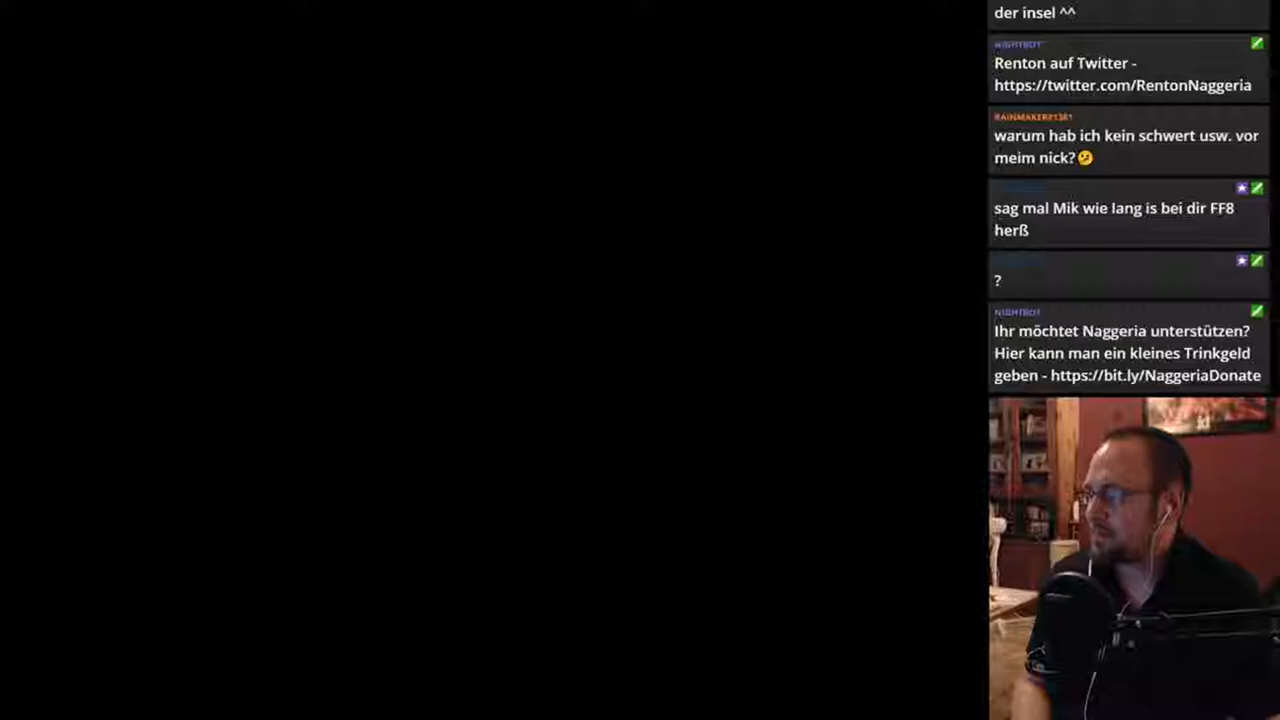 der insel ^^
NIGHTBOT
Renton auf Twitter -
https://twitter.com/RentonNaggeria
warum hab ich kein schwert usw. vor
meim nick?🤔
sag mal Mik wie lang is bei dir FF8
herß
?
NIGHTBOT
Ihr möchtet Naggeria unterstützen?
Hier kann man ein kleines Trinkgeld
geben - https://bit.ly/NaggeriaDonate